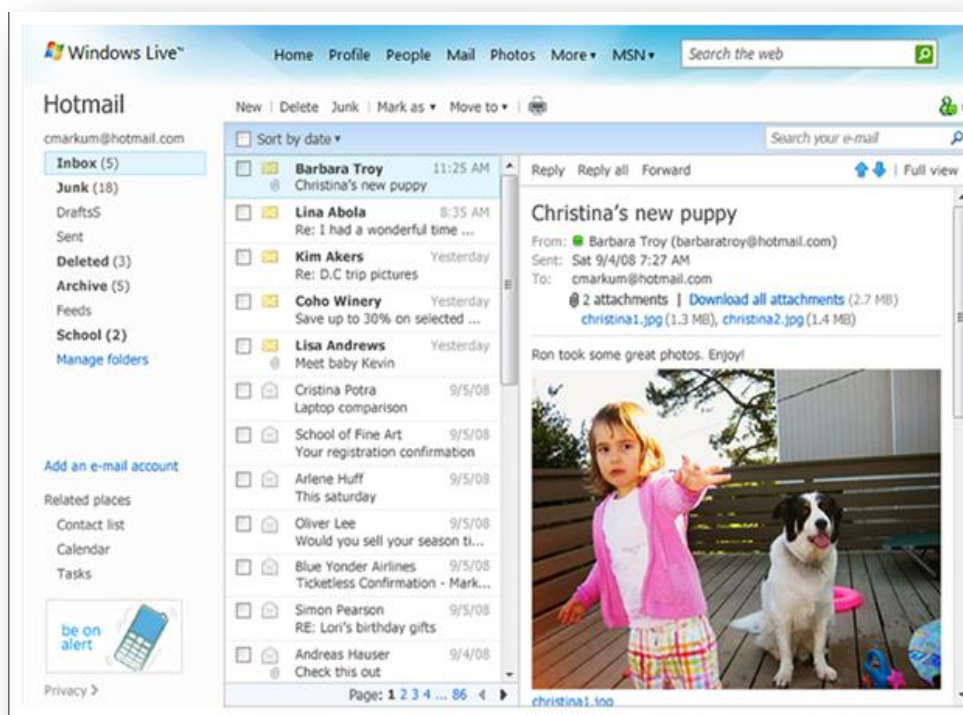 Windows Live™
Home Profile People Mail Photos More ▾ MSN ▾ Search the web
Hotmail
cmarkum@hotmail.com
Inbox (5)
Junk (18)
DraftsS
Sent
Deleted (3)
Archive (5)
Feeds
School (2)
Manage folders
Add an e-mail account
Related places
Contact list
Calendar
Tasks
be on
alert
Privacy
New | Delete Junk | Mark as ▾ Move to ▾ |
Sort by date ▾ Search your e-mail
Barbara Troy 11:25 AM
Christina's new puppy
Lina Abola 8:35 AM
Re: I had a wonderful time ...
Kim Akers Yesterday
Re: D.C trip pictures
Coho Winery Yesterday
Save up to 30% on selected ...
Lisa Andrews Yesterday
Meet baby Kevin
Cristina Potra 9/5/08
Laptop comparison
School of Fine Art 9/5/08
Your registration confirmation
Arlene Huff 9/5/08
This saturday
Oliver Lee 9/5/08
Would you sell your season ti...
Blue Yonder Airlines 9/5/08
Ticketless Confirmation - Mark...
Simon Pearson 9/5/08
RE: Lori's birthday gifts
Andreas Hauser 9/4/08
Check this out
Page: 1 2 3 4 ... 86
Reply Reply all Forward | Full view
Christina's new puppy
From: Barbara Troy (barbaratroy@hotmail.com)
Sent: Sat 9/4/08 7:27 AM
To: cmarkum@hotmail.com
2 attachments | Download all attachments (2.7 MB)
christina1.jpg (1.3 MB), christina2.jpg (1.4 MB)
Ron took some great photos. Enjoy!
christina1.jpg